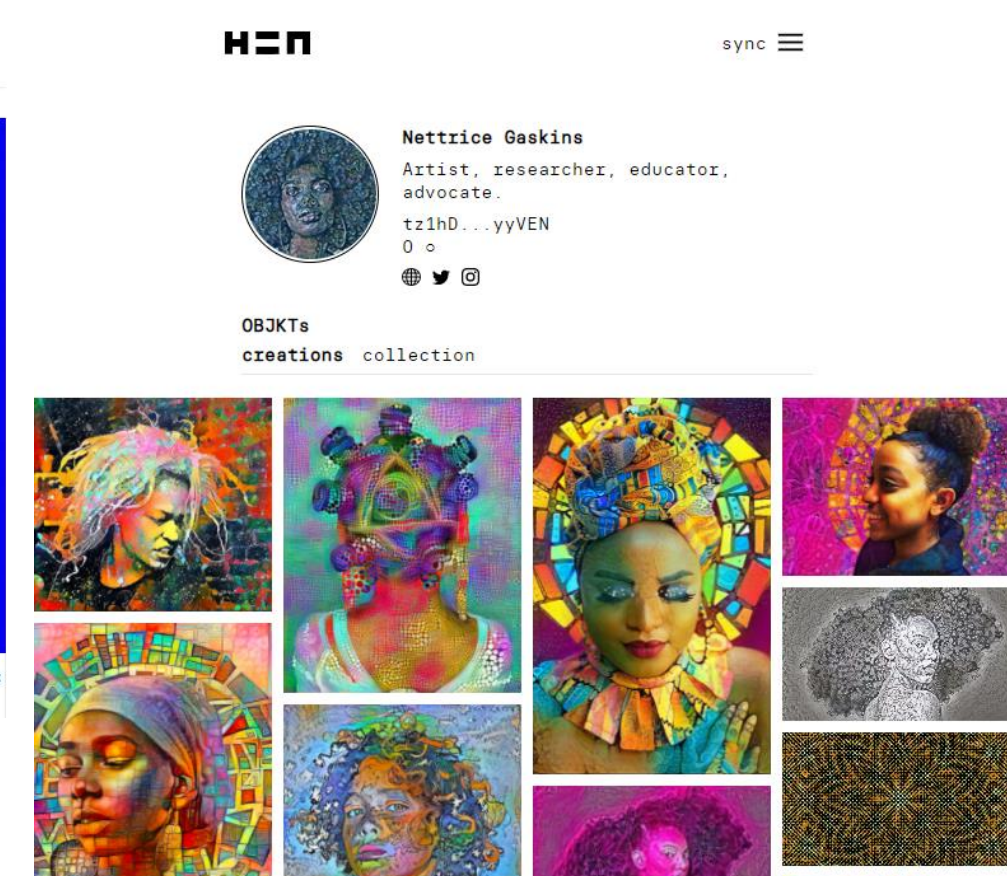 H=N
sync
Nettrice Gaskins
Artist, researcher, educator,
advocate.
tz1hD...yyVEN
0 ○
OBJKTs
creations collection